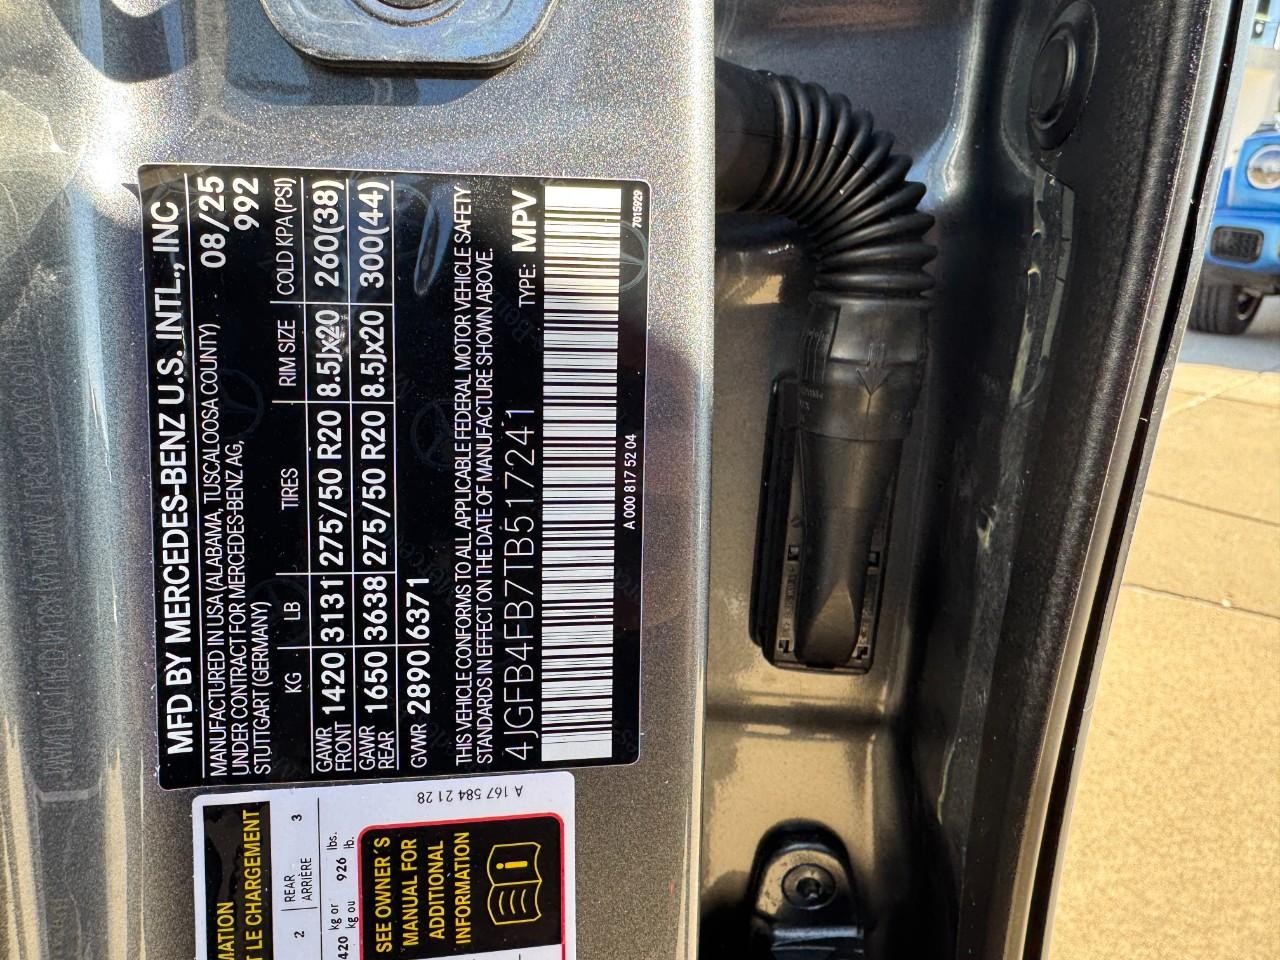 MFD BY MERCEDES-BENZ U.S. INTL., INC
MANUFACTURED IN USA (ALABAMA, TUSCALOOSA COUNTY) 08/25
UNDER CONTRACT FOR MERCEDES-BENZ AG, 992
STUTTGART (GERMANY)
KG LB TIRES RIM SIZE COLD KPA (PSI)
GAWR FRONT 1420 3131 275/50 R20 8.5Jx20 260(38)
GAWR REAR 1650 3638 275/50 R20 8.5Jx20 300(44)
GVWR 2890 6371
THIS VEHICLE CONFORMS TO ALL APPLICABLE FEDERAL MOTOR VEHICLE SAFETY
STANDARDS IN EFFECT ON THE DATE OF MANUFACTURE SHOWN ABOVE.
4JGFB4FB7TB517241 TYPE: MPV
A 000 817 52 04 7015929
A 167 584 21 28
MATION
T LE CHARGEMENT
2 REAR ARRIÈRE 3
420 kg or kg ou 926 lbs. lb.
SEE OWNER'S
MANUAL FOR
ADDITIONAL
INFORMATION